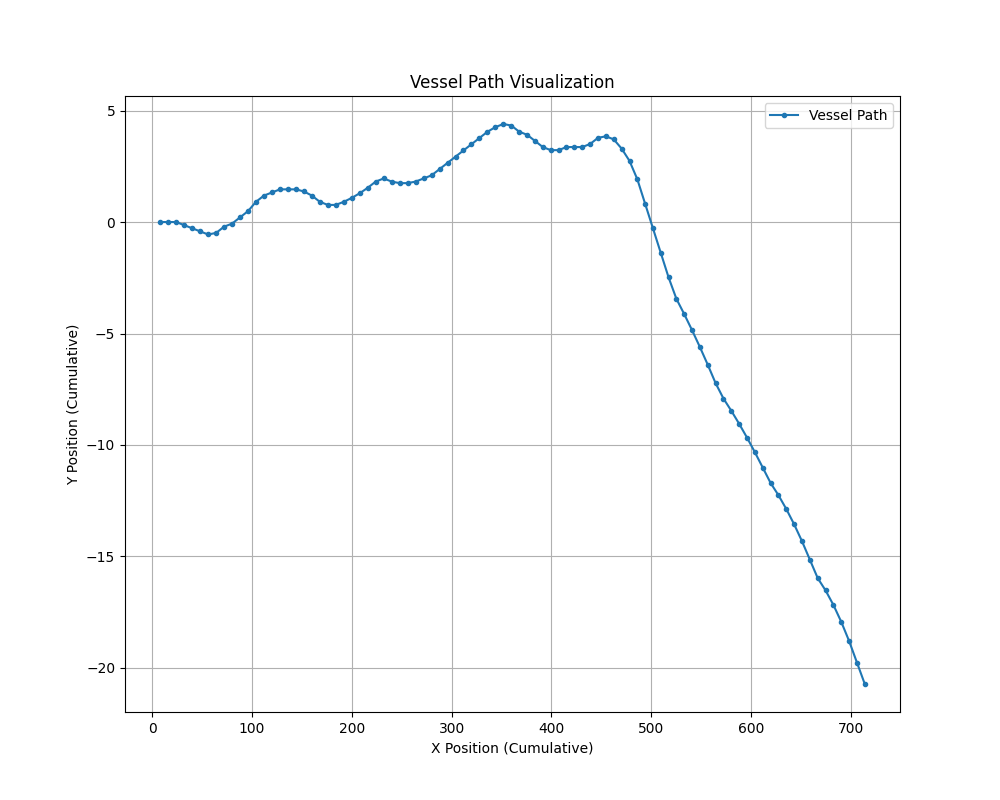 Vessel Path Visualization
Vessel Path
Y Position (Cumulative)
5
0
−5
−10
−15
−20
0 100 200 300 400 500 600 700
X Position (Cumulative)